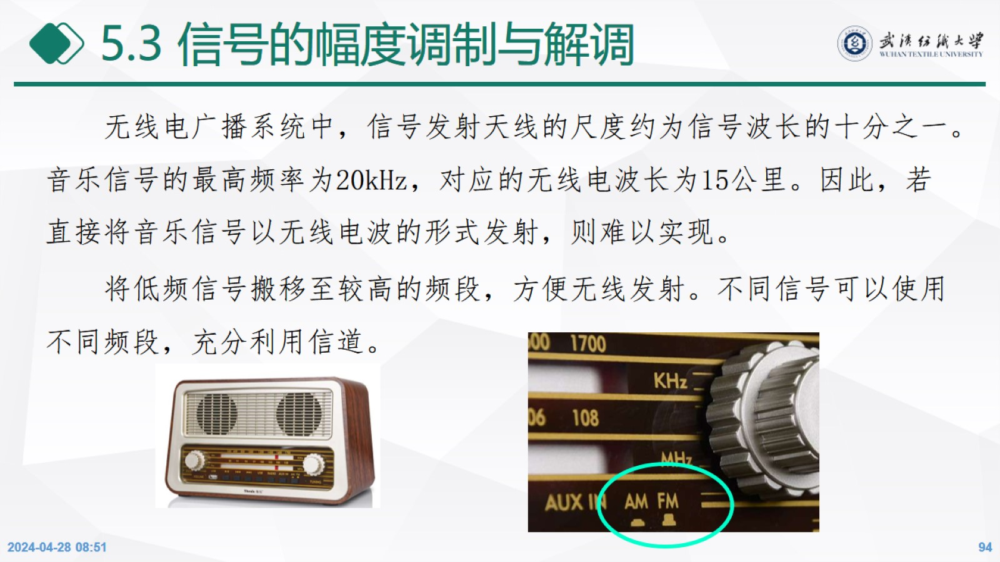 5.3 信号的幅度调制与解调
武汉纺织大学
WUHAN TEXTILE UNIVERSITY
无线电广播系统中，信号发射天线的尺度约为信号波长的十分之一。
音乐信号的最高频率为20kHz，对应的无线电波长为15公里。因此，若
直接将音乐信号以无线电波的形式发射，则难以实现。
将低频信号搬移至较高的频段，方便无线发射。不同信号可以使用
不同频段，充分利用信道。
1700
KHz
108
MHz
AUX IN AM FM
2024-04-28 08:51
94